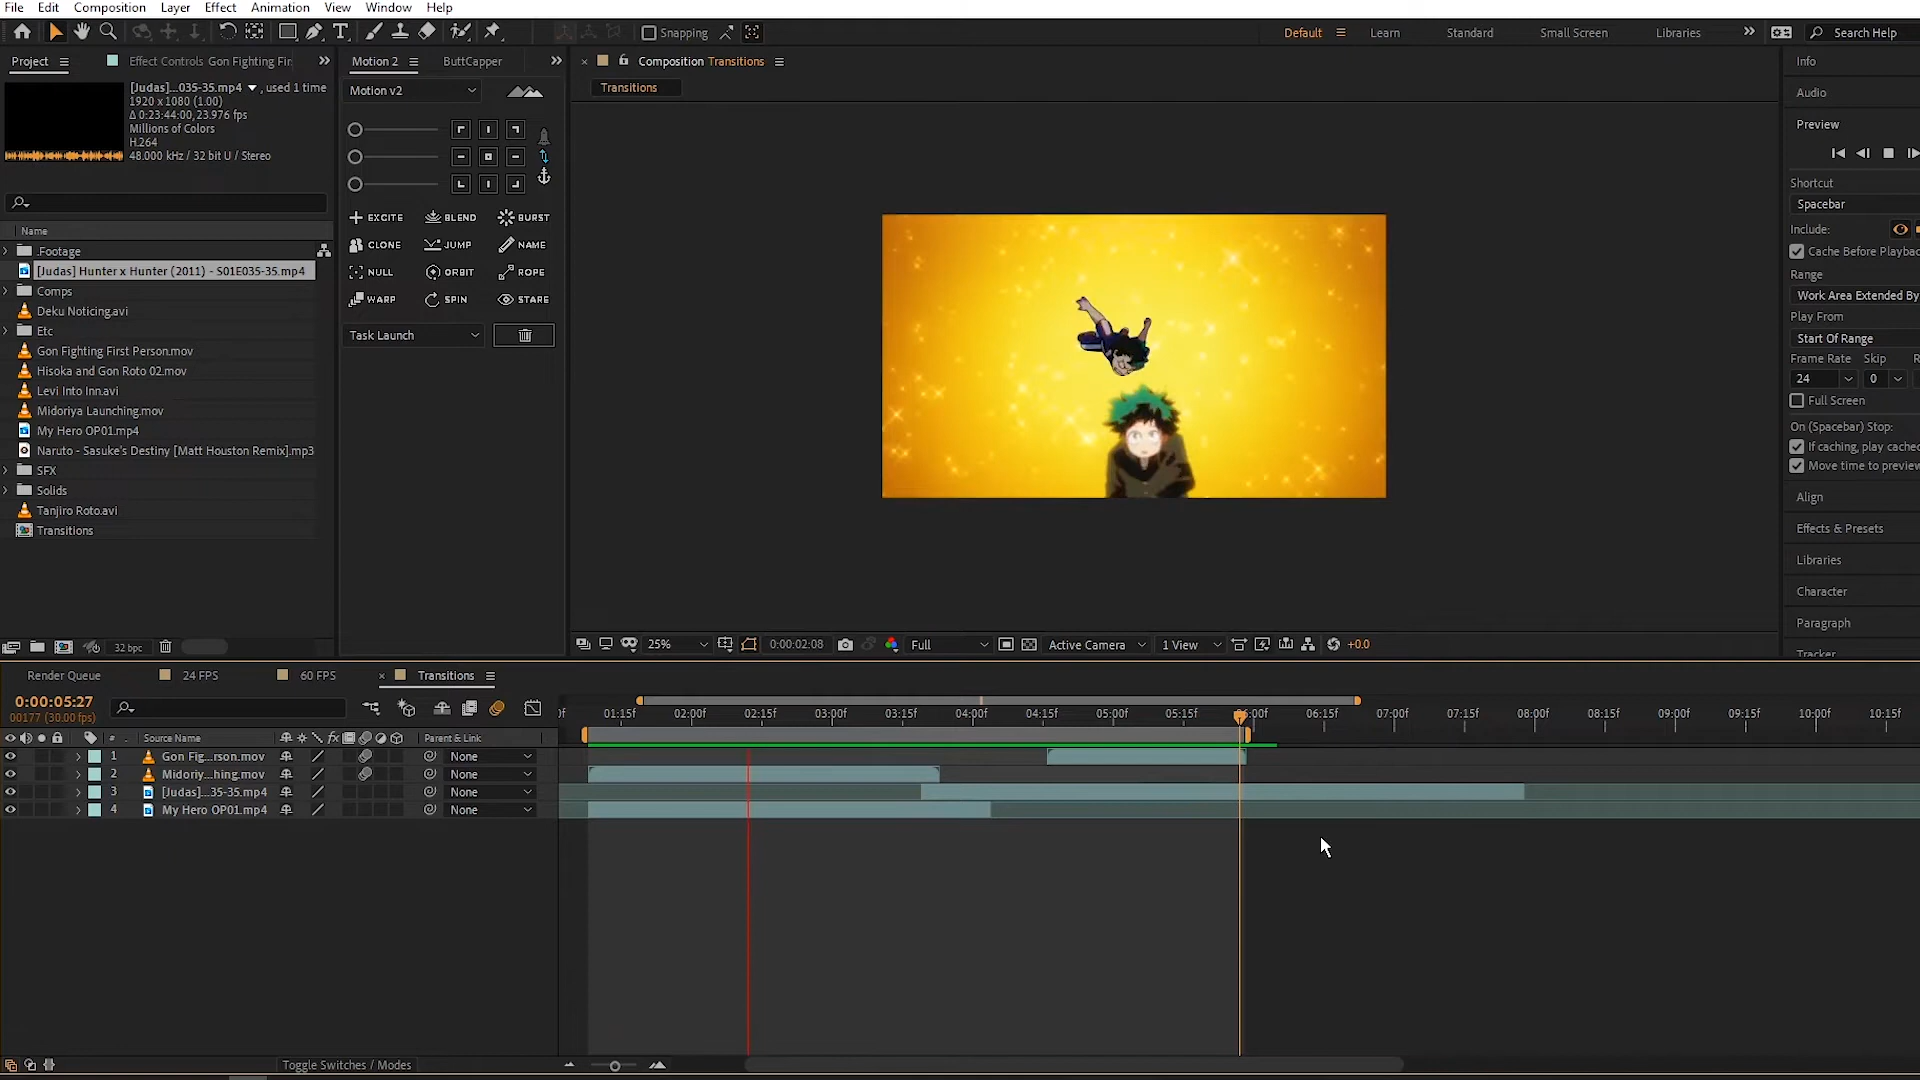 File Edit Composition Layer Effect Animation View Window Help
Snapping
Default Learn Standard Small Screen Libraries Search Help
Project Effect Controls Gon Fighting Fir
[Judas]...035-35.mp4 , used 1 time
1920 x 1080 (1.00)
Δ 0:23:44:00, 23.976 fps
Millions of Colors
H.264
48.000 kHz / 32 bit U / Stereo
Name
.Footage
[Judas] Hunter x Hunter (2011) - S01E035-35.mp4
Comps
Deku Noticing.avi
Etc
Gon Fighting First Person.mov
Hisoka and Gon Roto 02.mov
Levi Into Inn.avi
Midoriya Launching.mov
My Hero OP01.mp4
Naruto - Sasuke's Destiny [Matt Houston Remix].mp3
SFX
Solids
Tanjiro Roto.avi
Transitions
32 bpc
Motion 2 ButtCapper
Motion v2
EXCITE BLEND BURST
CLONE JUMP NAME
NULL ORBIT ROPE
WARP SPIN STARE
Task Launch
Composition Transitions
Transitions
25% 0:00:02:08 Full Active Camera 1 View +0.0
Info
Audio
Preview
Shortcut
Spacebar
Include:
Cache Before Playbac
Range
Work Area Extended By
Play From
Start Of Range
Frame Rate Skip R
24 0
Full Screen
On (Spacebar) Stop:
If caching, play cached
Move time to preview
Align
Effects & Presets
Libraries
Character
Paragraph
Tracker
Render Queue 24 FPS 60 FPS Transitions
0:00:05:27
00177 (30.00 fps)
0f 01:15f 02:00f 02:15f 03:00f 03:15f 04:00f 04:15f 05:00f 05:15f 06:00f 06:15f 07:00f 07:15f 08:00f 08:15f 09:00f 09:15f 10:00f 10:15f
# Source Name fx Parent & Link
1 Gon Fig...rson.mov None
2 Midoriy...hing.mov None
3 [Judas]...35-35.mp4 None
4 My Hero OP01.mp4 None
Toggle Switches / Modes